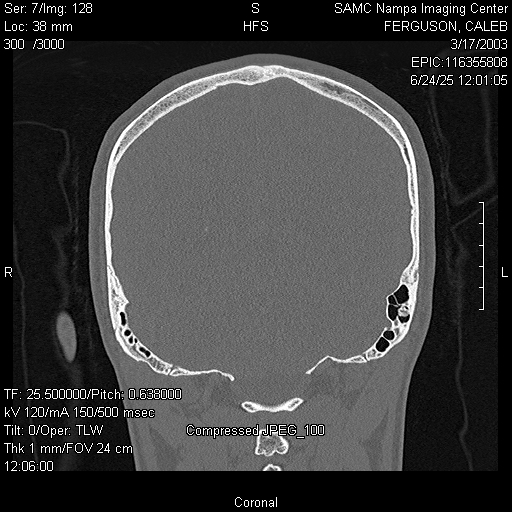 Ser: 7/Img: 128
S
SAMC Nampa Imaging Center
Loc: 38 mm
HFS
FERGUSON, CALEB
300 /3000
3/17/2003
EPIC:116355808
6/24/25 12:01:05
R
L
TF: 25.500000/Pitch: 0.638000
kV 120/mA 150/500 msec
Tilt: 0/Oper: TLW
Compressed JPEG_100
Thk 1 mm/FOV 24 cm
12:06:00
Coronal